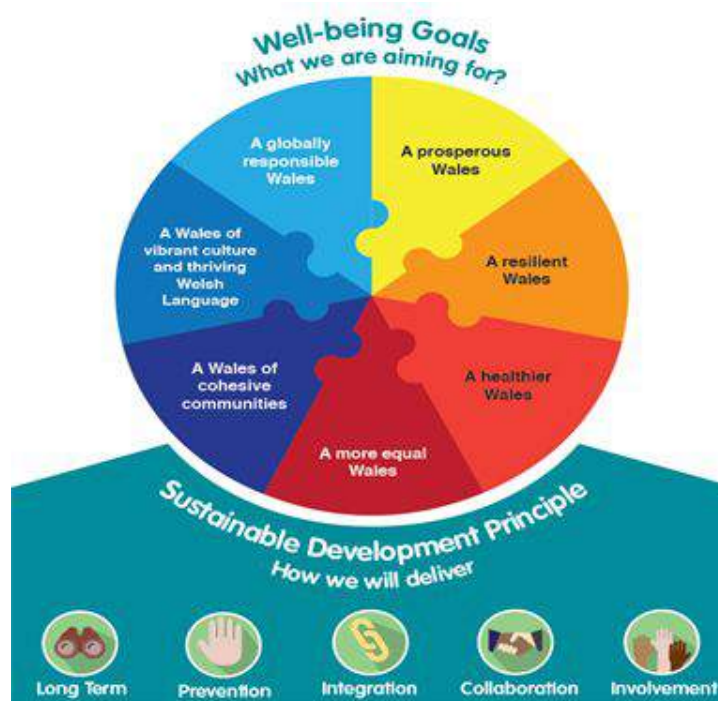 Well-being Goals
What we are aiming for?
A globally
responsible
Wales
A prosperous
Wales
A Wales of
vibrant culture
and thriving
Welsh
Language
A resilient
Wales
A Wales of
cohesive
communities
A healthier
Wales
A more equal
Wales
Sustainable Development Principle
How we will deliver
Long Term
Prevention
Integration
Collaboration
Involvement